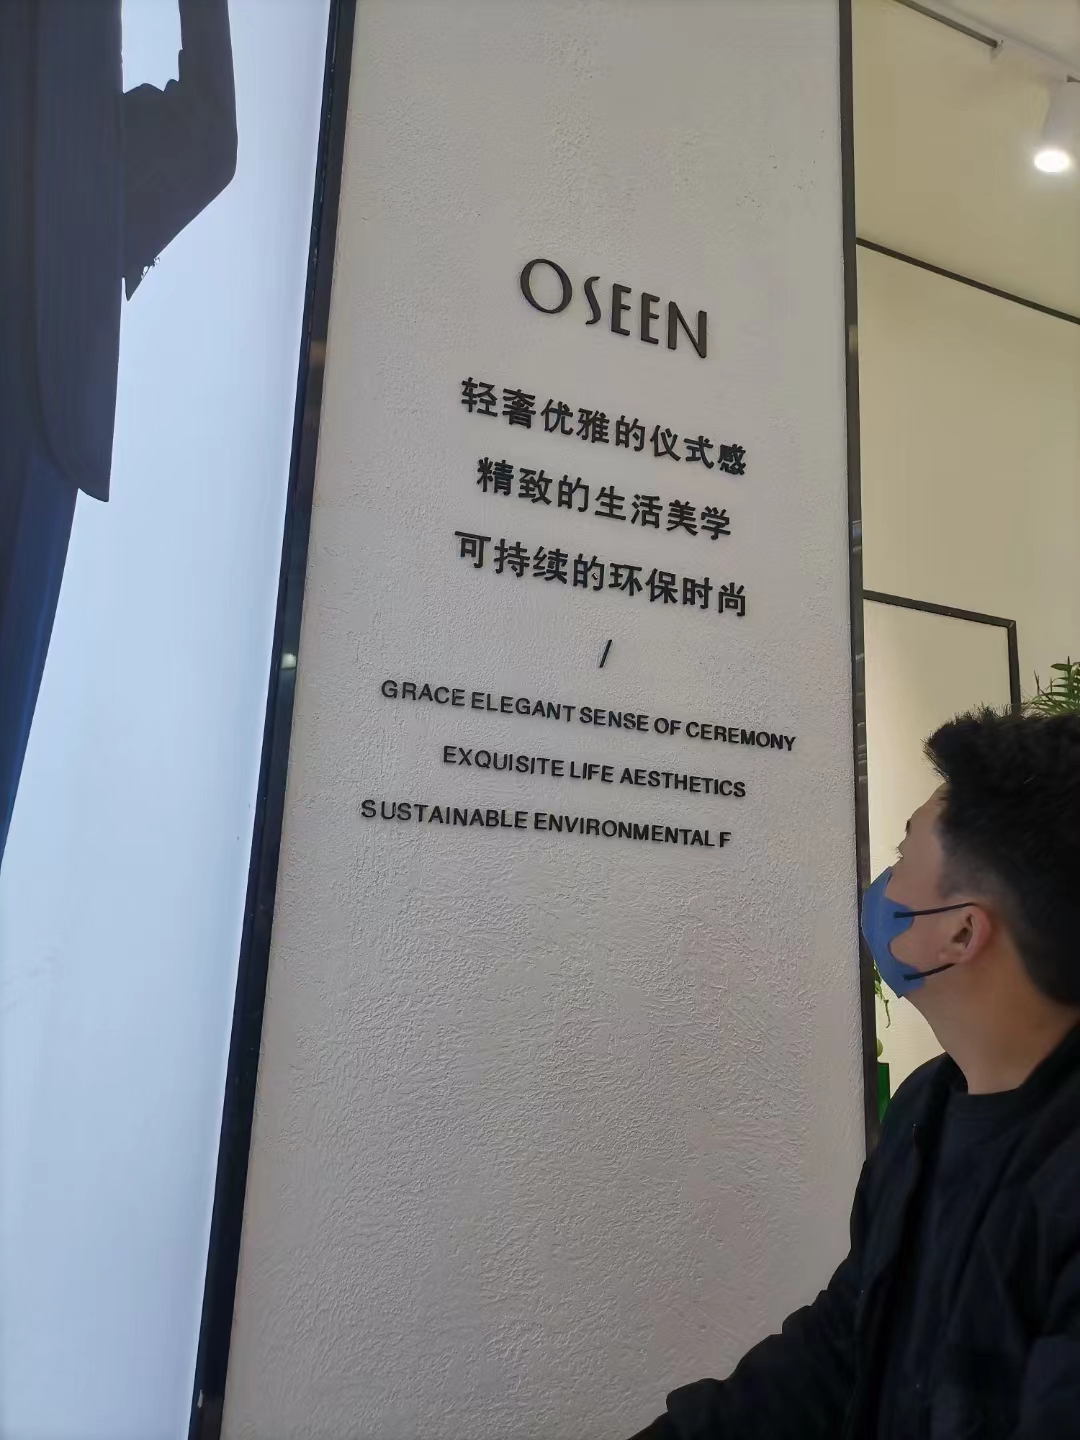 OSEEN
轻奢优雅的仪式感
精致的生活美学
可持续的环保时尚
/
GRACE ELEGANT SENSE OF CEREMONY
EXQUISITE LIFE AESTHETICS
SUSTAINABLE ENVIRONMENTAL F